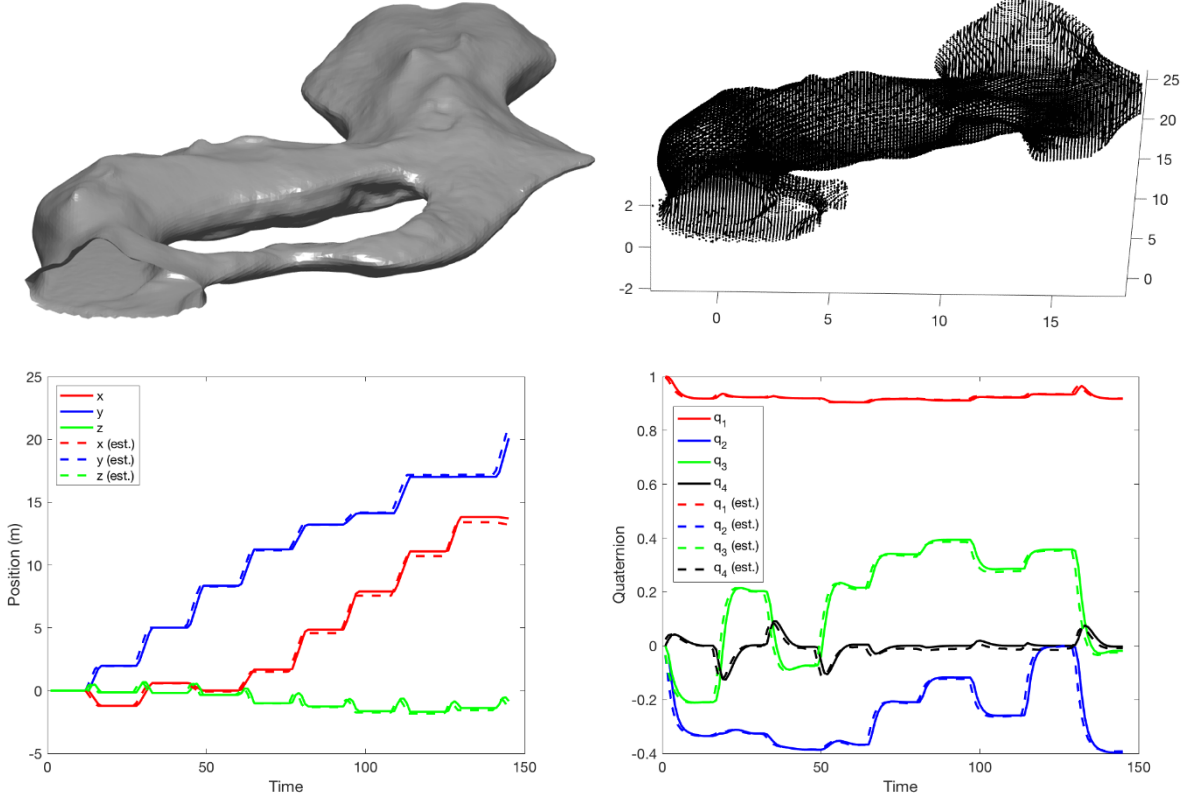 25
20
15
10
5
0
2
0
-2
0
5
10
15
25
20
15
10
5
0
-5
Position (m)
x
y
z
x (est.)
y (est.)
z (est.)
0
50
100
150
Time
1
0.8
0.6
0.4
0.2
0
-0.2
-0.4
Quaternion
q1
q2
q3
q4
q1 (est.)
q2 (est.)
q3 (est.)
q4 (est.)
0
50
100
150
Time